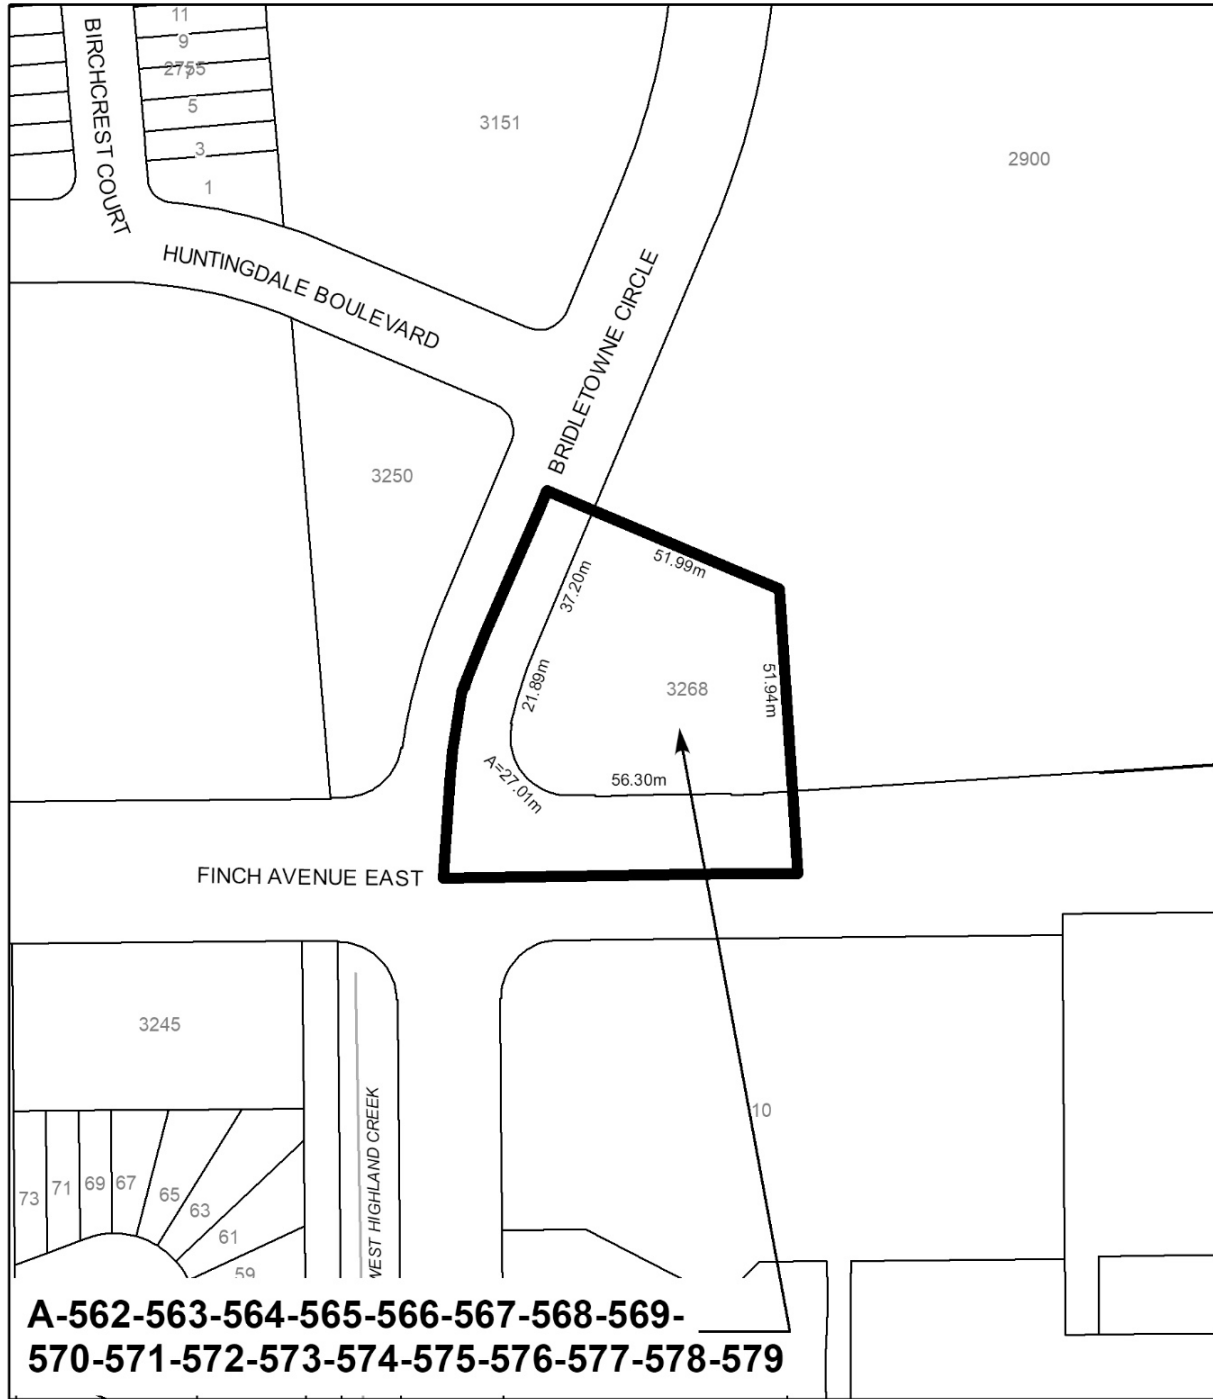 11
9
2755
7
5
3
1
BIRCHCREST COURT
3151
2900
HUNTINGDALE BOULEVARD
BRIDLETOWNE CIRCLE
3250
51.99m
37.20m
21.89m
3268
51.94m
A=27.01m
56.30m
FINCH AVENUE EAST
3245
10
73
71
69
67
65
63
61
59
WEST HIGHLAND CREEK
A-562-563-564-565-566-567-568-569-
570-571-572-573-574-575-576-577-578-579